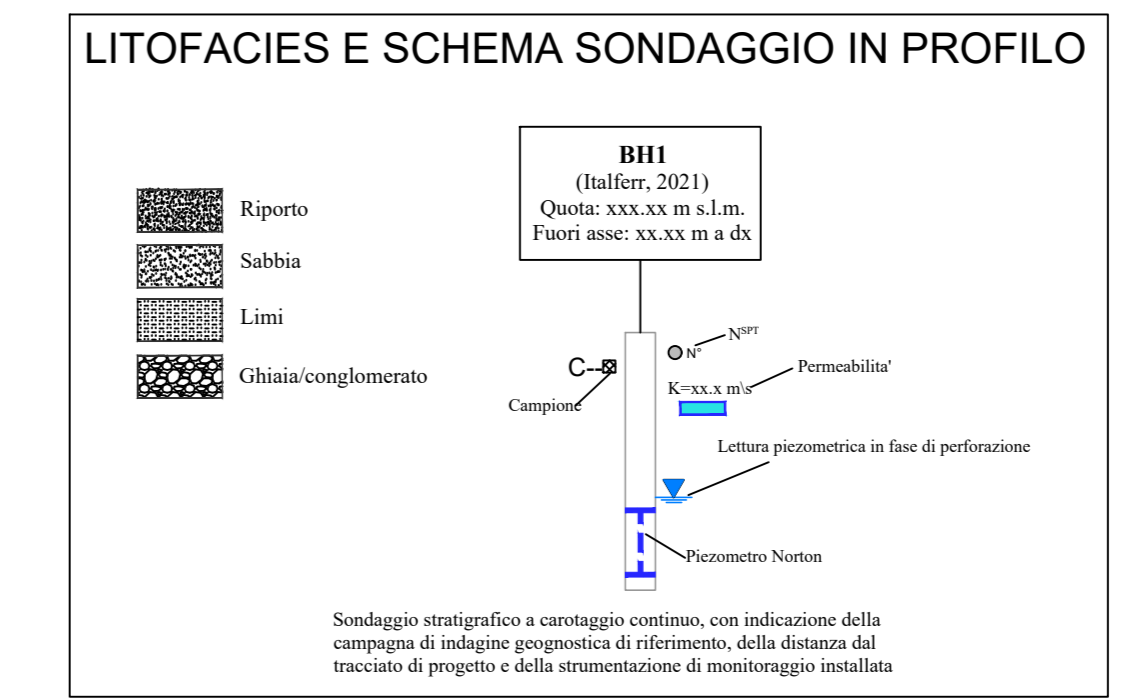 LITOFACIES E SCHEMA SONDAGGIO IN PROFILO
Riporto
Sabbia
Limi
Ghiaia/conglomerato
BH1
(Italferr, 2021)
Quota: xxx.xx m s.l.m.
Fuori asse: xx.xx m a dx
C--
Campione
N°
NSPT
K=xx.x m\s
Permeabilita'
Lettura piezometrica in fase di perforazione
Piezometro Norton
Sondaggio stratigrafico a carotaggio continuo, con indicazione della
campagna di indagine geognostica di riferimento, della distanza dal
tracciato di progetto e della strumentazione di monitoraggio installata